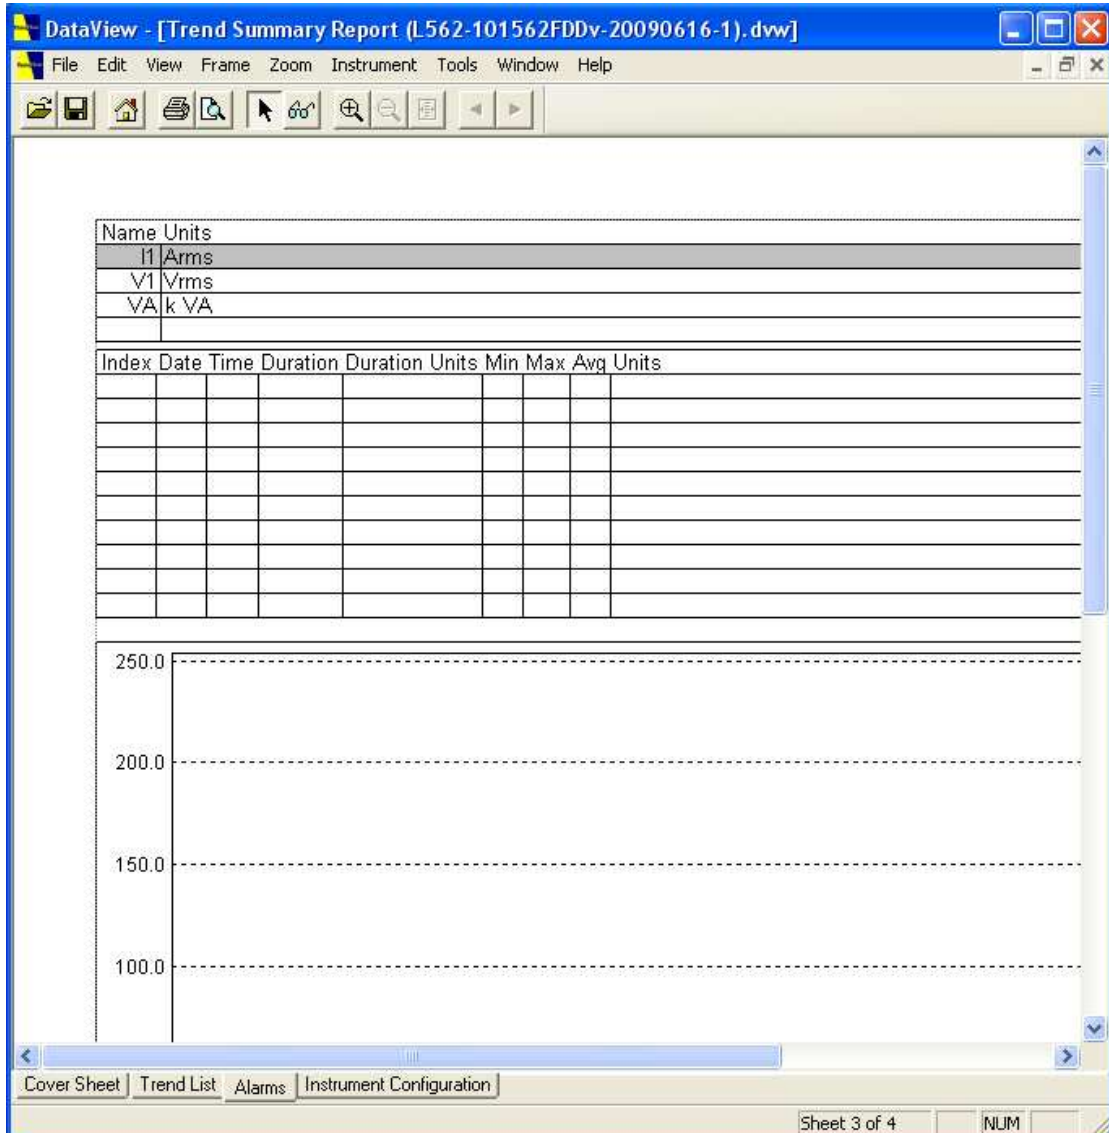 DataView - [Trend Summary Report (L562-101562FDDv-20090616-1).dvw]
File Edit View Frame Zoom Instrument Tools Window Help
Name Units
I1 Arms
V1 Vrms
VA k VA
Index Date Time Duration Duration Units Min Max Avg Units
250.0
200.0
150.0
100.0
Cover Sheet Trend List Alarms Instrument Configuration
Sheet 3 of 4 NUM